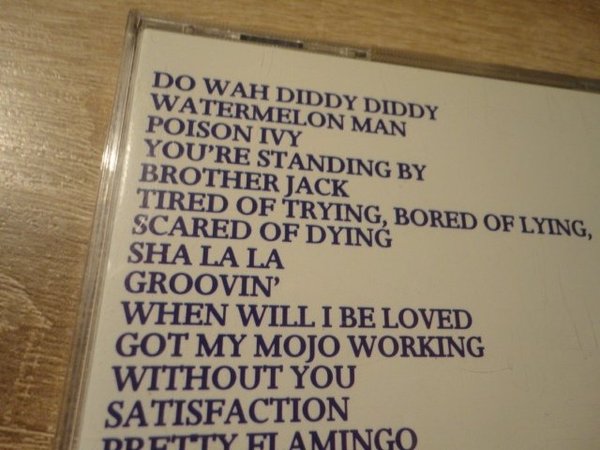 DO WAH DIDDY DIDDY
WATERMELON MAN
POISON IVY
YOU'RE STANDING BY
BROTHER JACK
TIRED OF TRYING, BORED OF LYING,
SCARED OF DYING
SHA LA LA
GROOVIN'
WHEN WILL I BE LOVED
GOT MY MOJO WORKING
WITHOUT YOU
SATISFACTION
PRETTY FLAMINGO